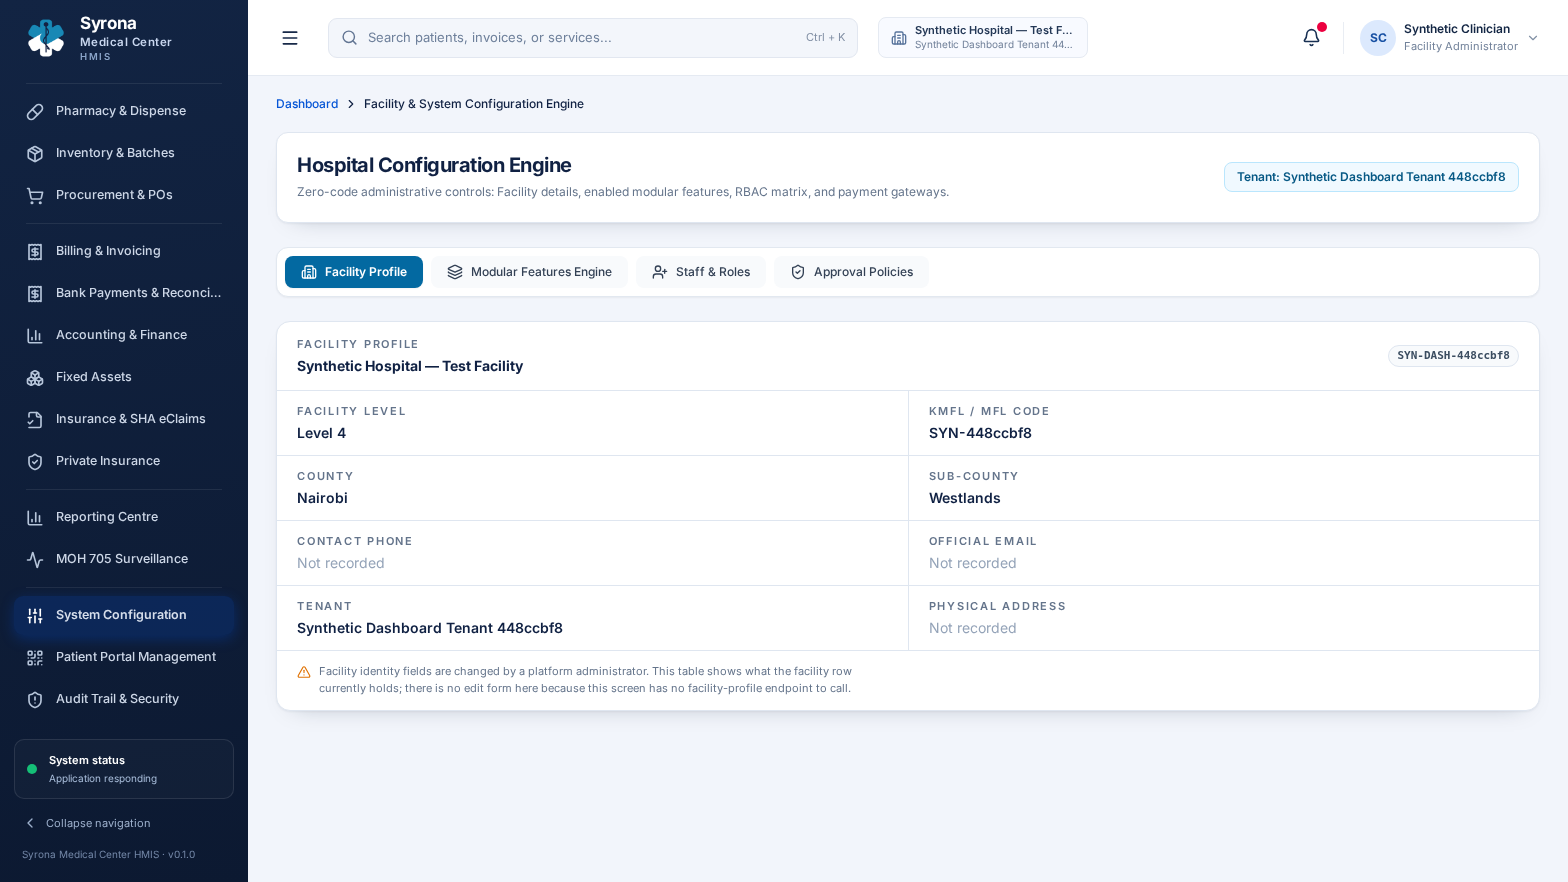 Syrona
Medical Center
HMIS
Pharmacy & Dispense
Inventory & Batches
Procurement & POs
Billing & Invoicing
Bank Payments & Reconci...
Accounting & Finance
Fixed Assets
Insurance & SHA eClaims
Private Insurance
Reporting Centre
MOH 705 Surveillance
System Configuration
Patient Portal Management
Audit Trail & Security
System status
Application responding
Collapse navigation
Syrona Medical Center HMIS · v0.1.0
Search patients, invoices, or services...
Ctrl + K
Synthetic Hospital — Test F...
Synthetic Dashboard Tenant 44...
SC
Synthetic Clinician
Facility Administrator
Dashboard > Facility & System Configuration Engine
Hospital Configuration Engine
Zero-code administrative controls: Facility details, enabled modular features, RBAC matrix, and payment gateways.
Tenant: Synthetic Dashboard Tenant 448ccbf8
Facility Profile
Modular Features Engine
Staff & Roles
Approval Policies
FACILITY PROFILE
Synthetic Hospital — Test Facility
SYN-DASH-448ccbf8
FACILITY LEVEL
Level 4
KMFL / MFL CODE
SYN-448ccbf8
COUNTY
Nairobi
SUB-COUNTY
Westlands
CONTACT PHONE
Not recorded
OFFICIAL EMAIL
Not recorded
TENANT
Synthetic Dashboard Tenant 448ccbf8
PHYSICAL ADDRESS
Not recorded
Facility identity fields are changed by a platform administrator. This table shows what the facility row
currently holds; there is no edit form here because this screen has no facility-profile endpoint to call.